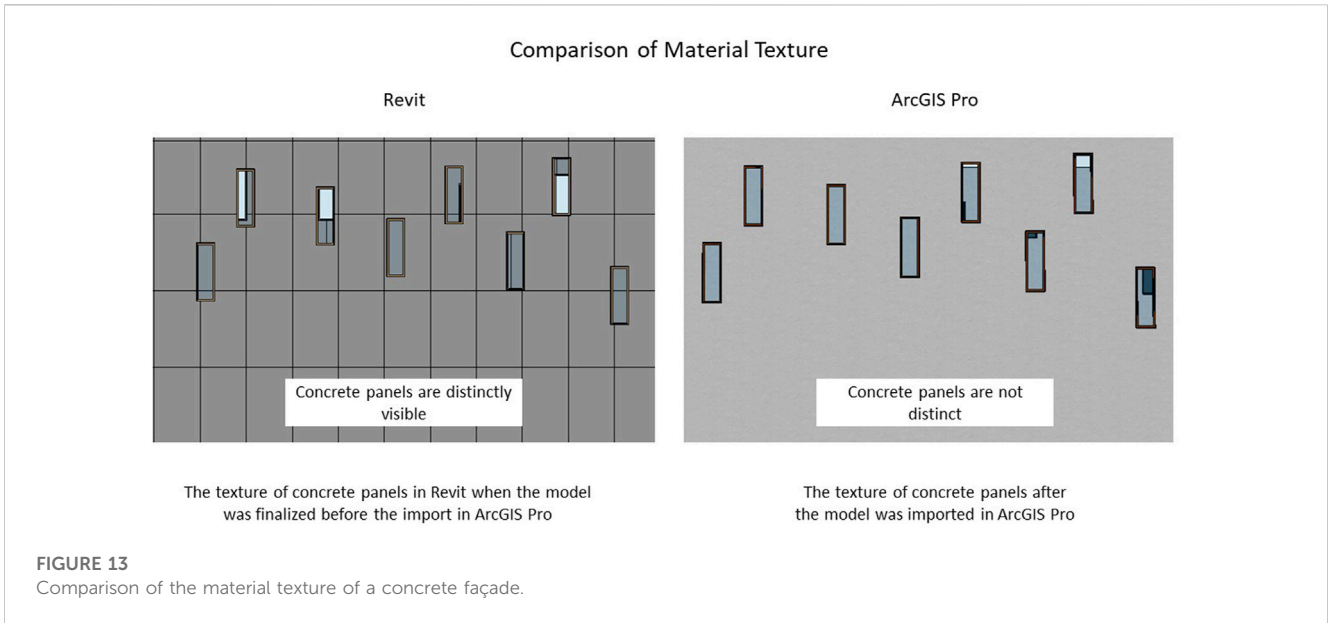 Comparison of Material Texture
Revit
ArcGIS Pro
Concrete panels are distinctly
visible
Concrete panels are not
distinct
The texture of concrete panels in Revit when the model
was finalized before the import in ArcGIS Pro
The texture of concrete panels after
the model was imported in ArcGIS Pro
FIGURE 13
Comparison of the material texture of a concrete façade.